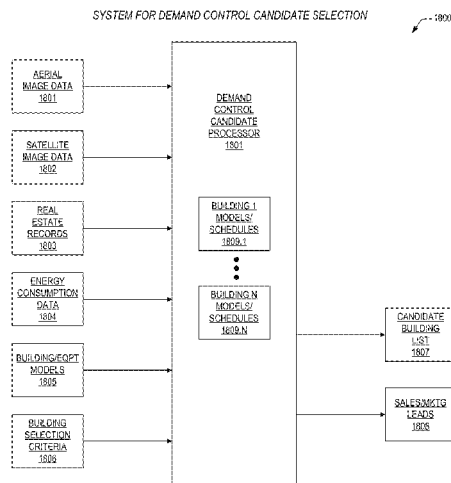 SYSTEM FOR DEMAND CONTROL CANDIDATE SELECTION
1800
AERIAL
IMAGE DATA
1801
SATELLITE
IMAGE DATA
1802
REAL
ESTATE
RECORDS
1803
ENERGY
CONSUMPTION
DATA
1804
BUILDING/EQPT
MODELS
1805
BUILDING
SELECTION
CRITERIA
1806
DEMAND
CONTROL
CANDIDATE
PROCESSOR
1801
BUILDING 1
MODELS/
SCHEDULES
1809.1
BUILDING N
MODELS/
SCHEDULES
1809.N
CANDIDATE
BUILDING
LIST
1807
SALES/MKTG
LEADS
1808